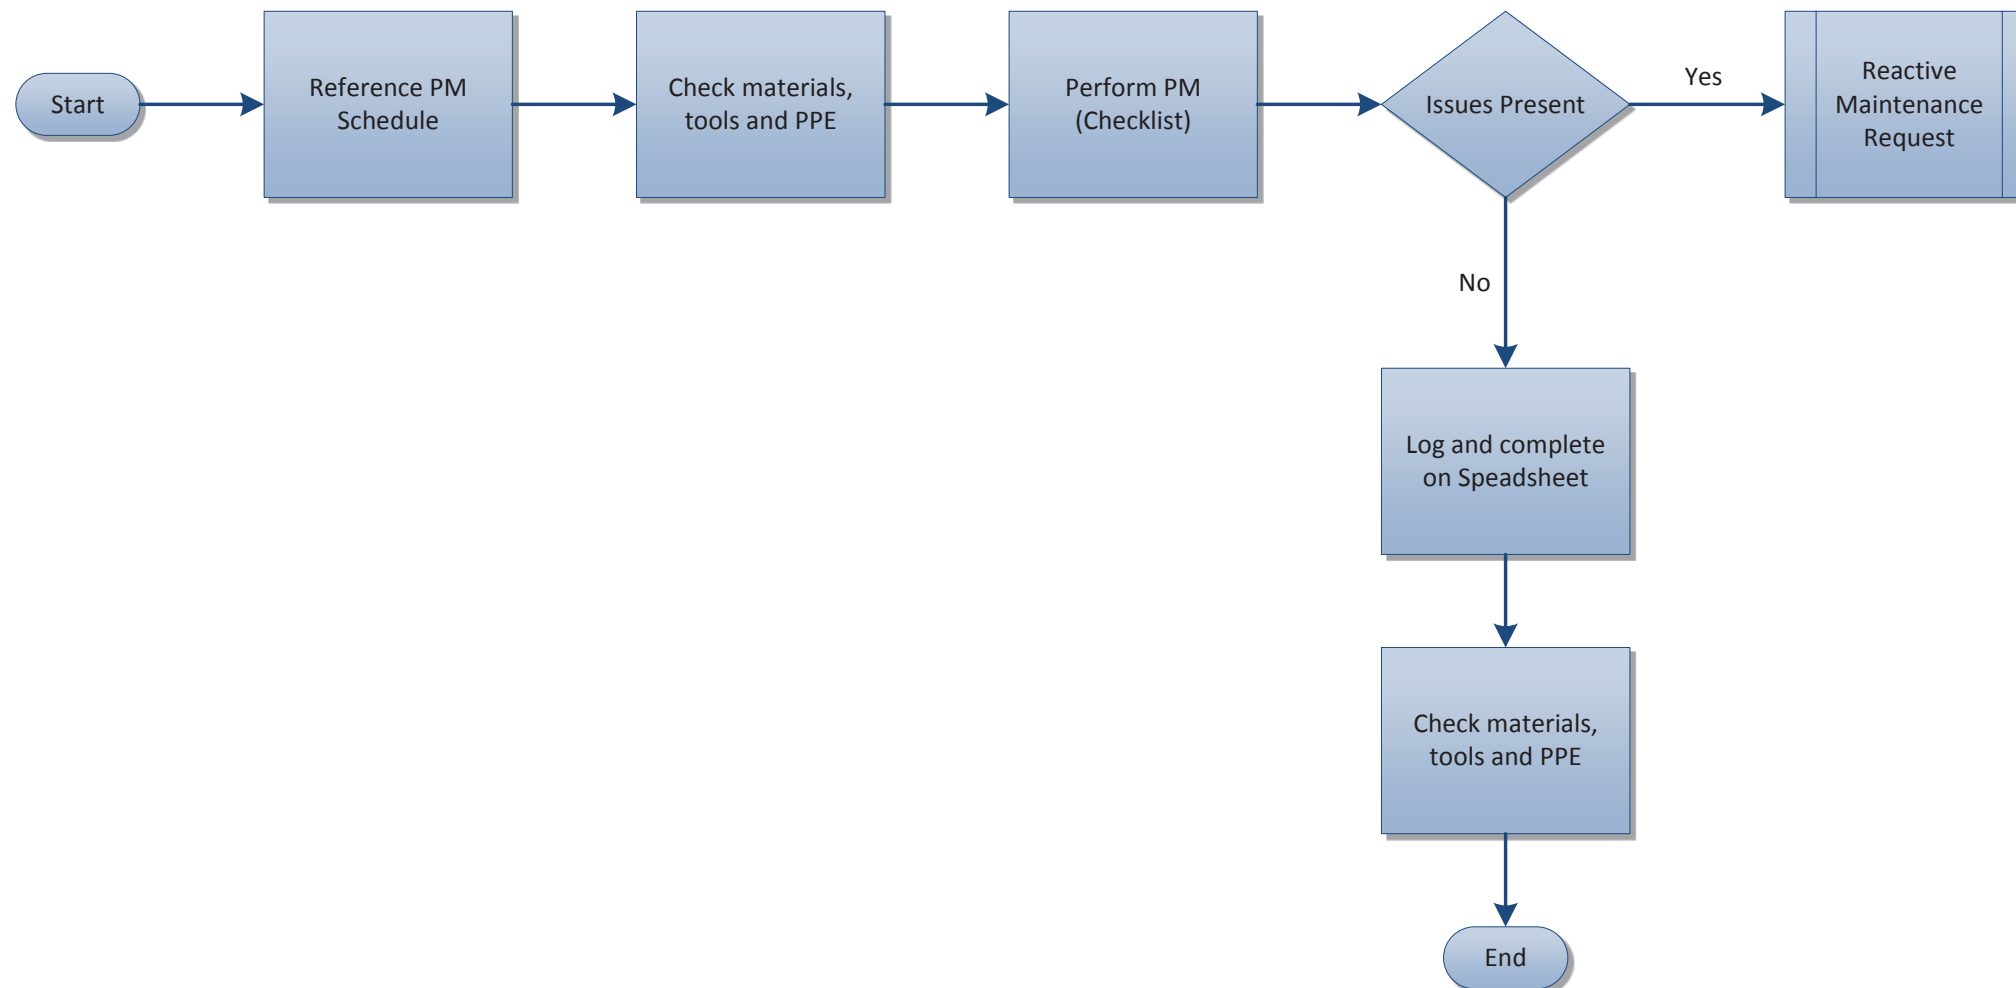 Start
Reference PM
Schedule
Check materials,
tools and PPE
Perform PM
(Checklist)
Issues Present
Yes
Reactive
Maintenance
Request
No
Log and complete
on Speadsheet
Check materials,
tools and PPE
End